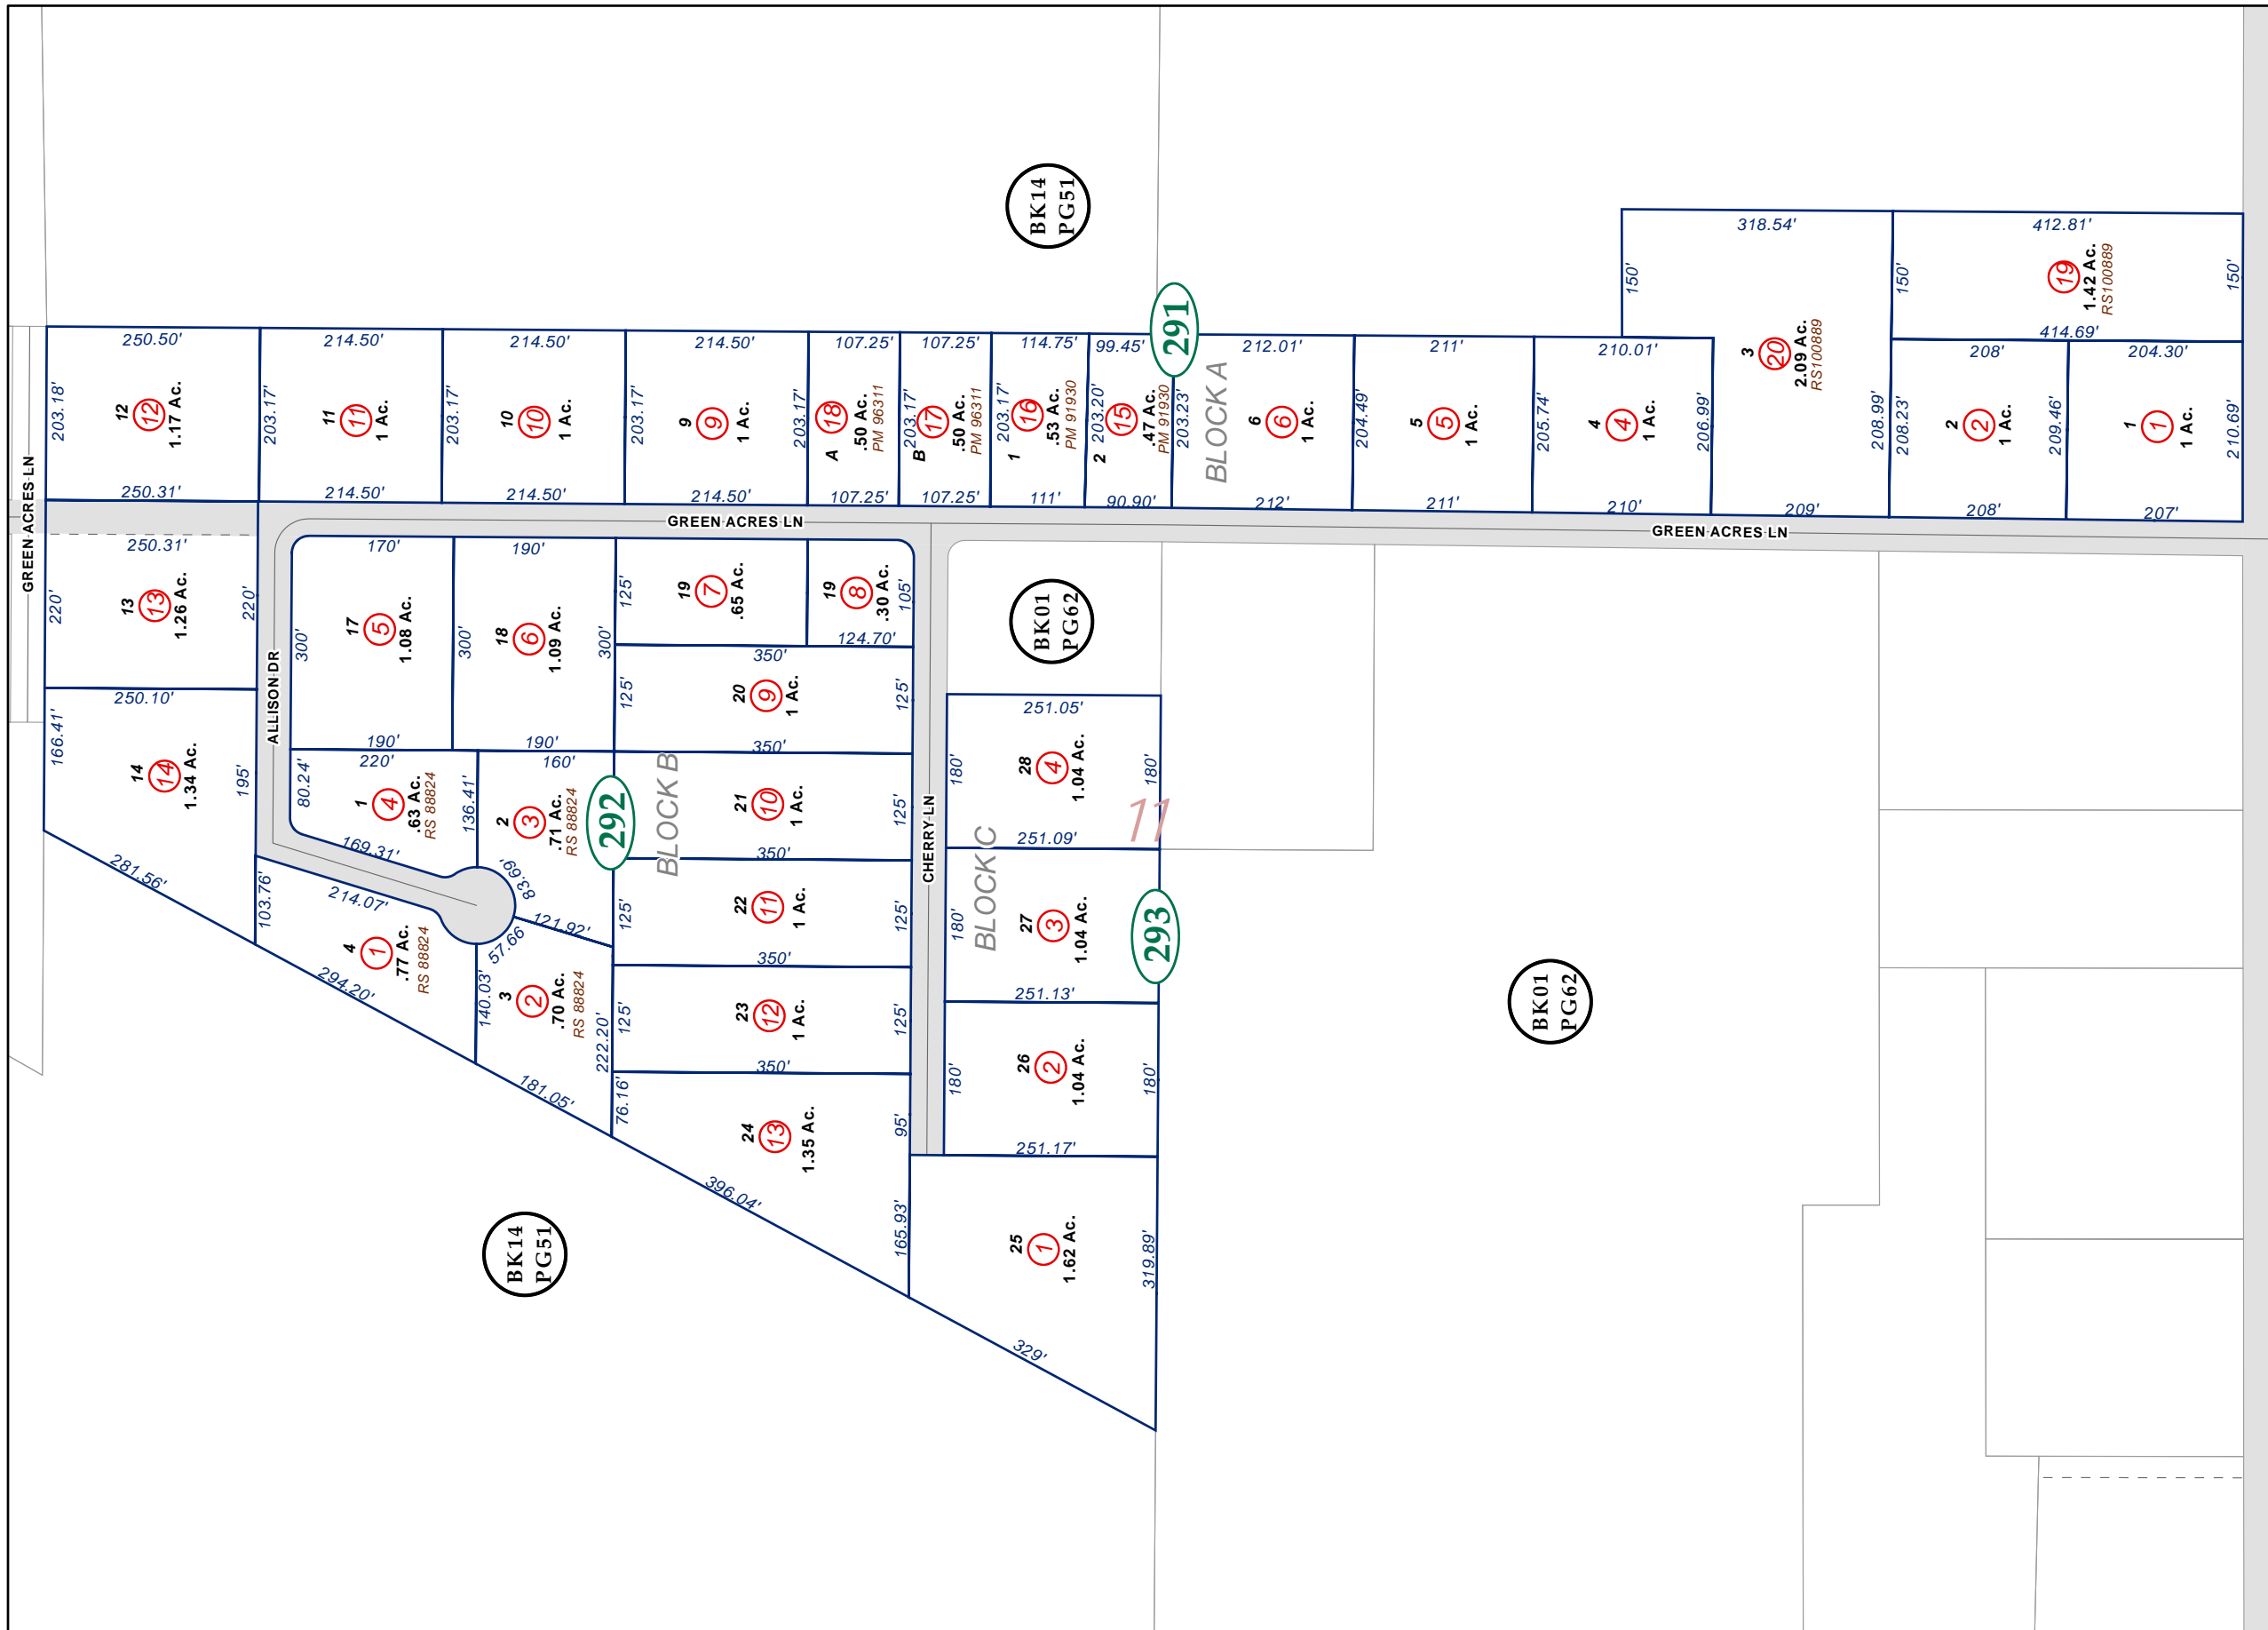 GREEN ACRES LN
BK14
PG51
250.50'
203.18'
12
12
1.17 Ac.
250.31'
214.50'
203.17'
11
11
1 Ac.
214.50'
214.50'
203.17'
10
10
1 Ac.
214.50'
214.50'
203.17'
9
9
1 Ac.
214.50'
107.25'
203.17'
A
18
.50 Ac.
PM 96311
107.25'
107.25'
203.17'
B
17
.50 Ac.
PM 96311
107.25'
114.75'
203.17'
1
16
.53 Ac.
PM 91930
111'
99.45'
203.20'
2
15
.47 Ac.
PM 91930
90.90'
291
203.23'
BLOCK A
212.01'
6
6
1 Ac.
212'
204.49'
211'
5
5
1 Ac.
211'
205.74'
210.01'
4
4
1 Ac.
210'
206.99'
318.54'
150'
3
20
2.09 Ac.
RS100889
208.99'
209'
412.81'
150'
19
1.42 Ac.
RS100889
150'
414.69'
208'
208.23'
2
2
1 Ac.
208'
209.46'
204.30'
1
1
1 Ac.
210.69'
207'
GREEN ACRES LN
GREEN ACRES LN
250.31'
220'
13
13
1.26 Ac.
220'
250.10'
166.41'
14
14
1.34 Ac.
195'
281.56'
ALLISON DR
170'
300'
17
5
1.08 Ac.
300'
190'
190'
18
6
1.09 Ac.
300'
190'
220'
80.24'
1
4
.63 Ac.
RS 88824
136.41'
169.31'
160'
2
3
.71 Ac.
RS 88824
83.69'
121.92'
292
BLOCK B
103.76'
214.07'
4
1
.77 Ac.
RS 88824
294.20'
140.03'
57.66
3
2
.70 Ac.
RS 88824
222.20'
181.05'
125'
19
7
.65 Ac.
19
8
.30 Ac.
105'
124.70'
350'
125'
20
9
1 Ac.
125'
350'
21
10
1 Ac.
125'
350'
125'
22
11
1 Ac.
125'
350'
125'
23
12
1 Ac.
125'
350'
76.16'
24
13
1.35 Ac.
95'
396.04'
165.93'
CHERRY LN
BK01
PG62
251.05'
180'
28
4
1.04 Ac.
180'
11
251.09'
BLOCK C
180'
27
3
1.04 Ac.
293
251.13'
180'
26
2
1.04 Ac.
180'
251.17'
25
1
1.62 Ac.
319.89'
329'
BK14
PG51
BK01
PG62